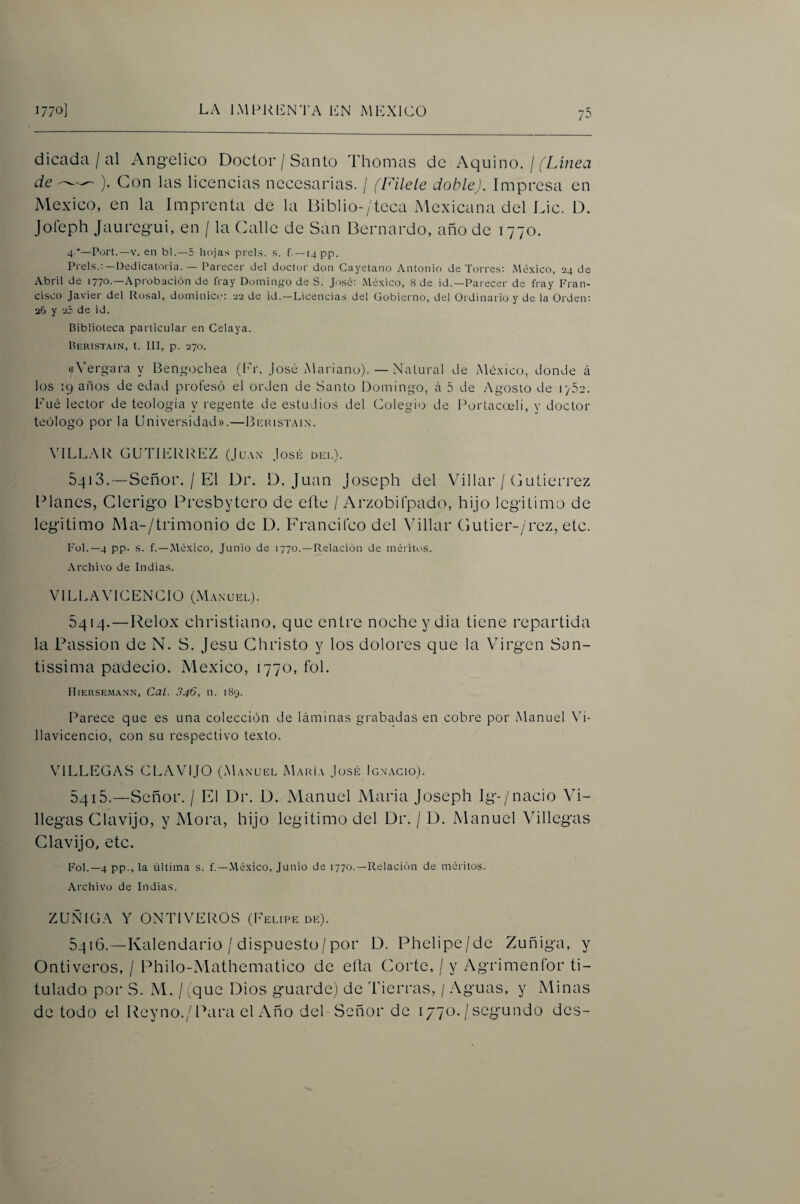 1770] LA IMPRENTA EN MEXICO 75
dicada / al Angelico Doctor / Santo Thomas de Aquino. / (Linea
de ~~ ). Con las licencias necesarias. / (Filete doble). Impresa en
Mexico, en la Imprenta de la Biblio-/teca Mexicana del Lic. D.
Joſeph Jauregui, en / la Calle de San Bernardo, año de 1770.
4.°—Port.—v. en bl.—5 hojas prels. s. f.—14 pp.
Prels.:—Dedicatoria.—Parecer del doctor don Cayetano Antonio de Torres: México, 24 de
Abril de 1770.—Aprobación de fray Domingo de S. José: México, 8 de id.—Parecer de fray Fran-
cisco Javier del Rosal, dominico: 22 de id.—Licencias del Gobierno, del Ordinario y de la Orden:
26 y 25 de id.
Biblioteca particular en Celaya.
Beristain, t. III, p. 270.
«Vergara y Bengochea (Fr. José Mariano).—Natural de México, donde á
los 19 años de edad profesó el orden de Santo Domingo, á 5 de Agosto de 1752.
Fué lector de teología y regente de estudios del Colegio de Portacœli, y doctor
teólogo por la Universidad».—Beristain.
VILLAR GUTIERREZ (Juan José del).
5413.—Señor. / El Dr. D. Juan Joseph del Villar / Gutierrez
Planes, Clerigo Presbytero de eſte / Arzobiſpado, hijo legitimo de
legitimo Ma-/trimonio de D. Franciſco del Villar Gutier-/rez, etc.
Fol.—4 pp. s. f.—México, Junio de 1770.—Relación de méritos.
Archivo de Indias.
VILLAVICENCIO (Manuel).
5414.—Relox christiano, que entre noche y dia tiene repartida
la Passion de N. S. Jesu Christo y los dolores que la Virgen San-
tissima padecio. Mexico, 1770, fol.
Hiersemann, Cat. 346, n. 189.
Parece que es una colección de láminas grabadas en cobre por Manuel Vi-
llavicencio, con su respectivo texto.
VILLEGAS CLAVIJO (Manuel María José Ignacio).
5415.—Señor. / El Dr. D. Manuel Maria Joseph Ig-/nacio Vi-
llegas Clavijo, y Mora, hijo legitimo del Dr. / D. Manuel Villegas
Clavijo, etc.
Fol.—4 pp., la última s. f.—México, Junio de 1770.—Relación de méritos.
Archivo de Indias.
ZUÑIGA Y ONTIVEROS (Felipe de).
5416.—Kalendario / dispuesto / por D. Phelipe / de Zuñiga, y
Ontiveros, / Philo-Mathematico de eſta Corte, / y Agrimenſor ti-
tulado por S. M. / (que Dios guarde) de Tierras, / Aguas, y Minas
de todo el Reyno. / Para el Año del Señor de 1770. / segundo des-